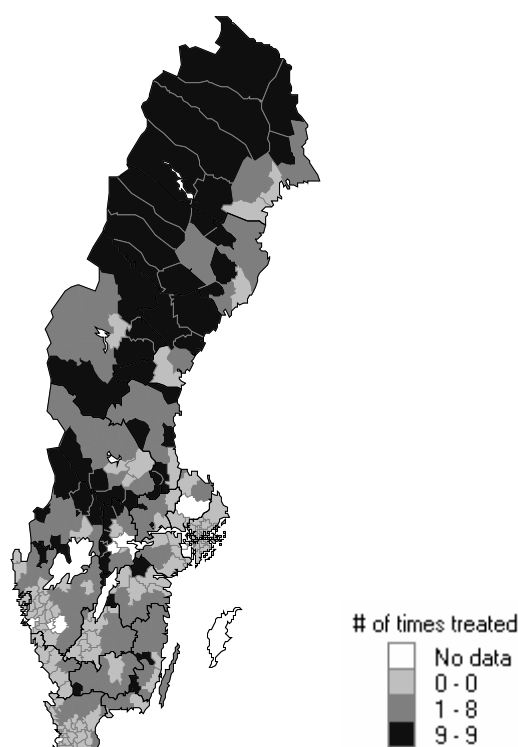 # of times treated
No data
0 - 0
1 - 8
9 - 9